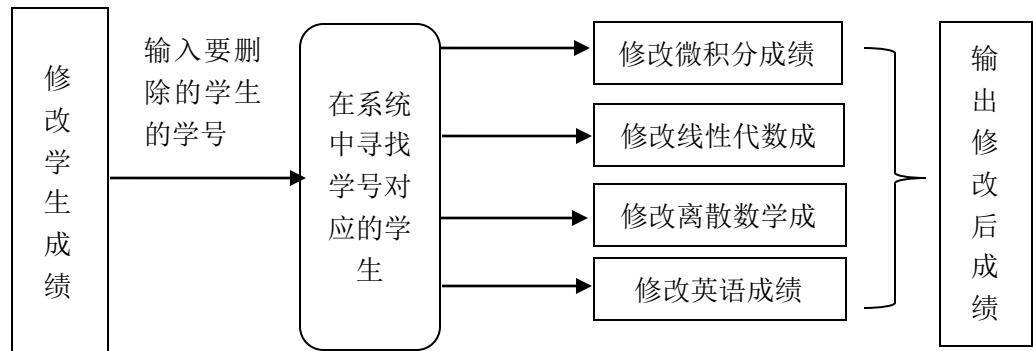 修
改
学
生
成
绩
输入要删
除的学生
的学号
在系统
中寻找
学号对
应的学
生
修改微积分成绩
修改线性代数成
修改离散数学成
修改英语成绩
输
出
修
改
后
成
绩